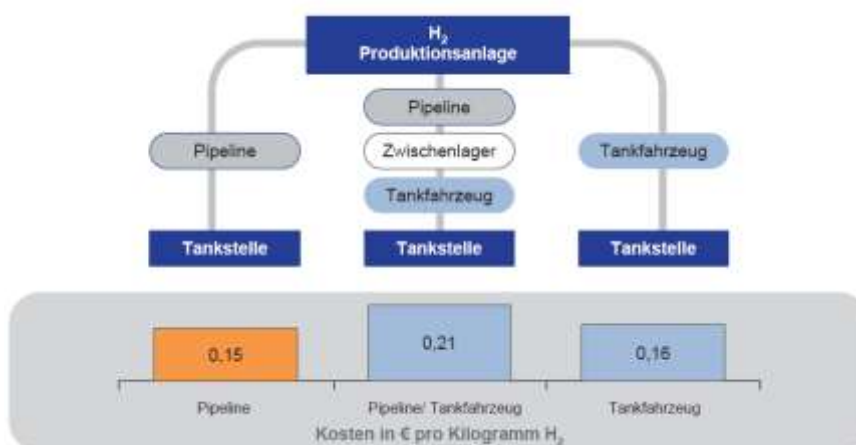 H₂
Produktionsanlage
Pipeline
Pipeline
Zwischenlager
Tankfahrzeug
Tankfahrzeug
Tankstelle
Tankstelle
Tankstelle
0,15
0,21
0,16
Pipeline
Pipeline/ Tankfahrzeug
Tankfahrzeug
Kosten in € pro Kilogramm H₂